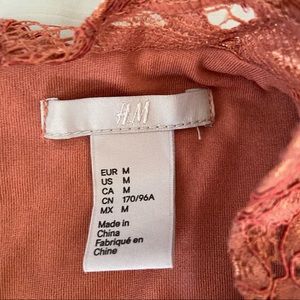 H&M
EUR M
US M
CA M
CN 170/96A
MX M
Made in
China
Fabriqué en
Chine